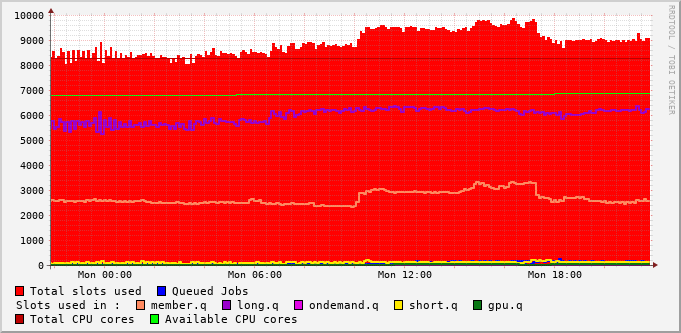 RRDTOOL / TOBI OETIKER
10000
9000
8000
7000
6000
5000
4000
3000
2000
1000
0
Mon 00:00 Mon 06:00 Mon 12:00 Mon 18:00
Total slots used Queued Jobs
Slots used in : member.q long.q ondemand.q short.q gpu.q
Total CPU cores Available CPU cores